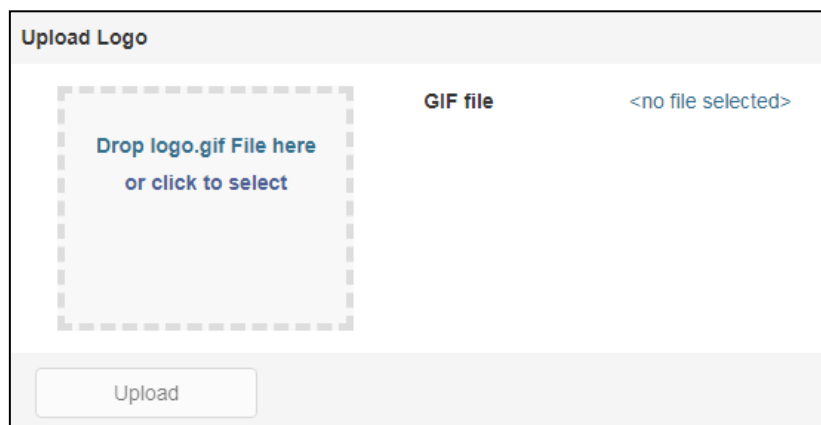 Upload Logo
GIF file <no file selected>
Drop logo.gif File here
or click to select
Upload